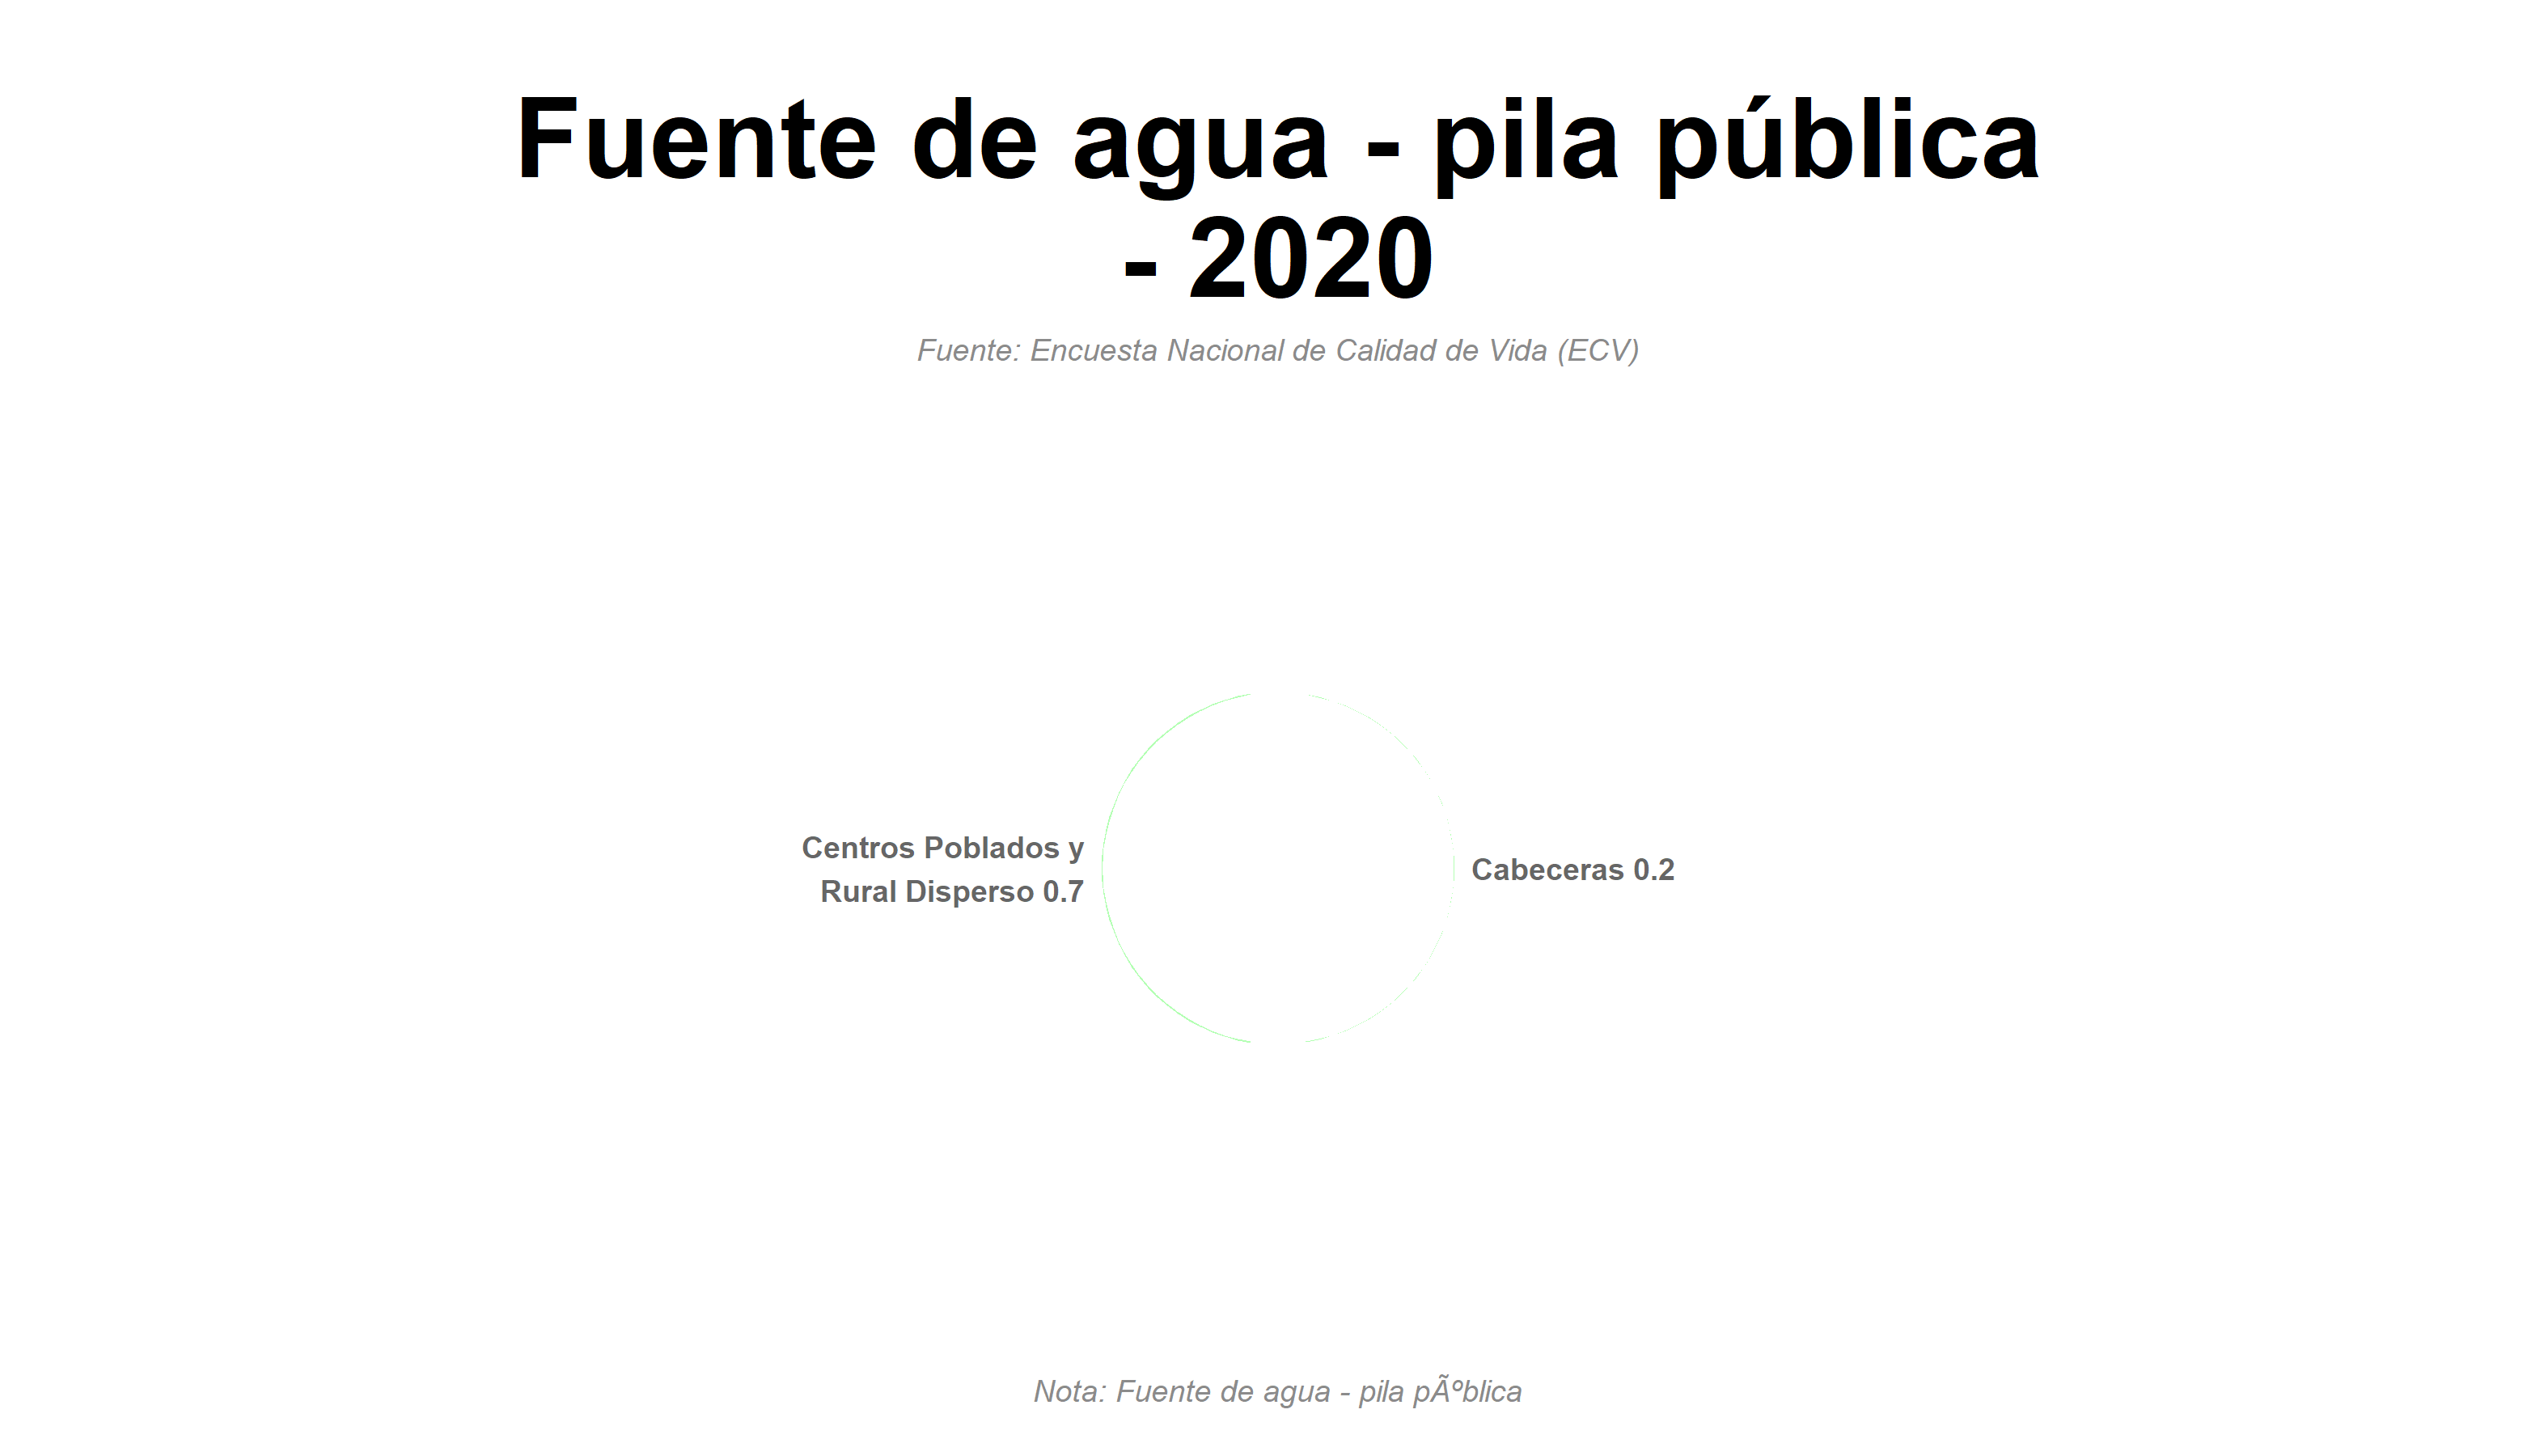 Fuente de agua - pila pública
- 2020
Fuente: Encuesta Nacional de Calidad de Vida (ECV)
Centros Poblados y
Rural Disperso 0.7
Cabeceras 0.2
Nota: Fuente de agua - pila pÃºblica